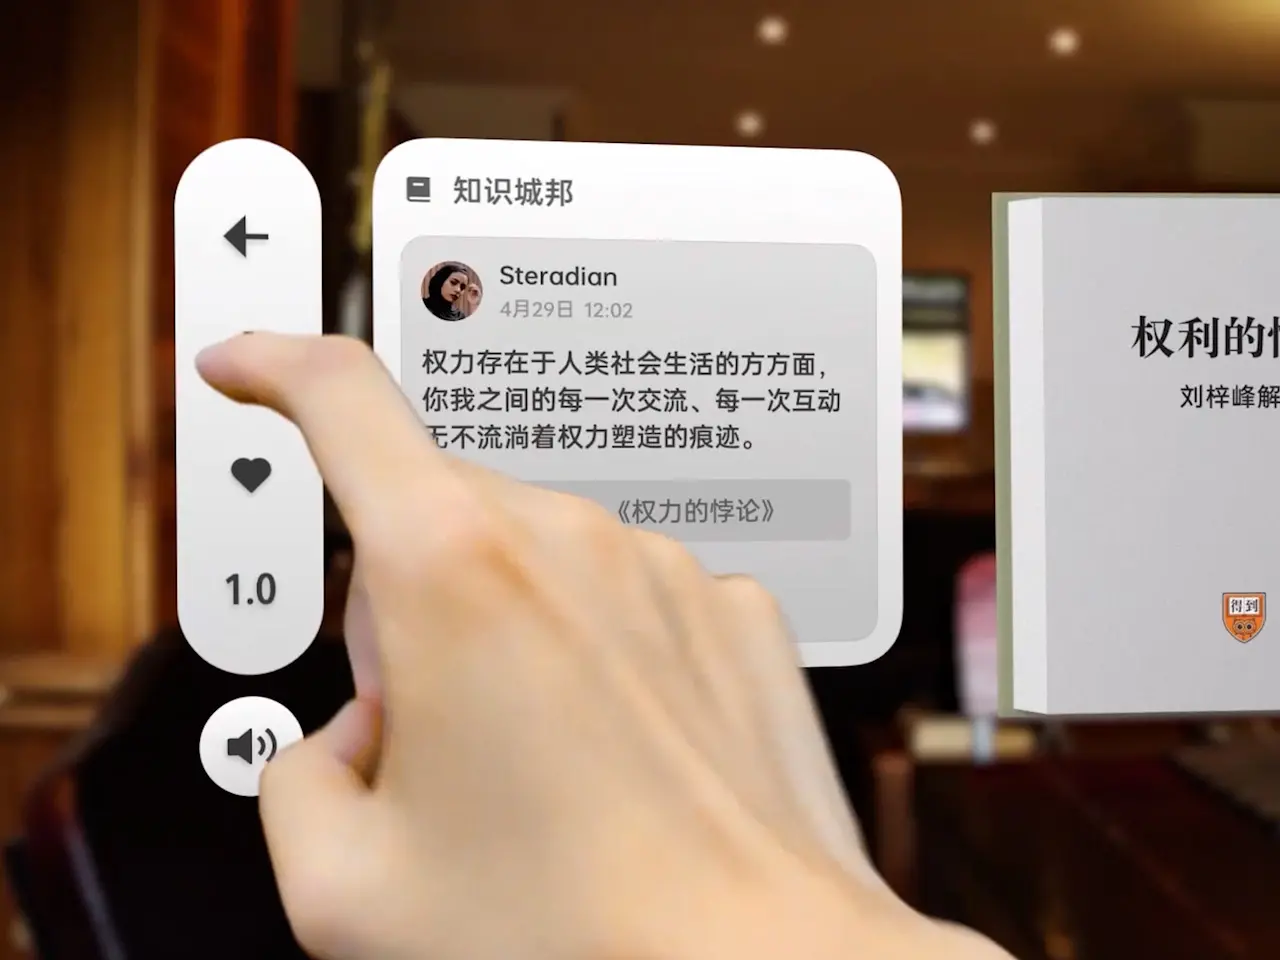 知识城邦
Steradian
4月29日 12:02
权力存在于人类社会生活的方方面，
你我之间的每一次交流、每一次互动
无不流淌着权力塑造的痕迹。
《权力的悖论》
1.0
权利的
刘梓峰解
得到